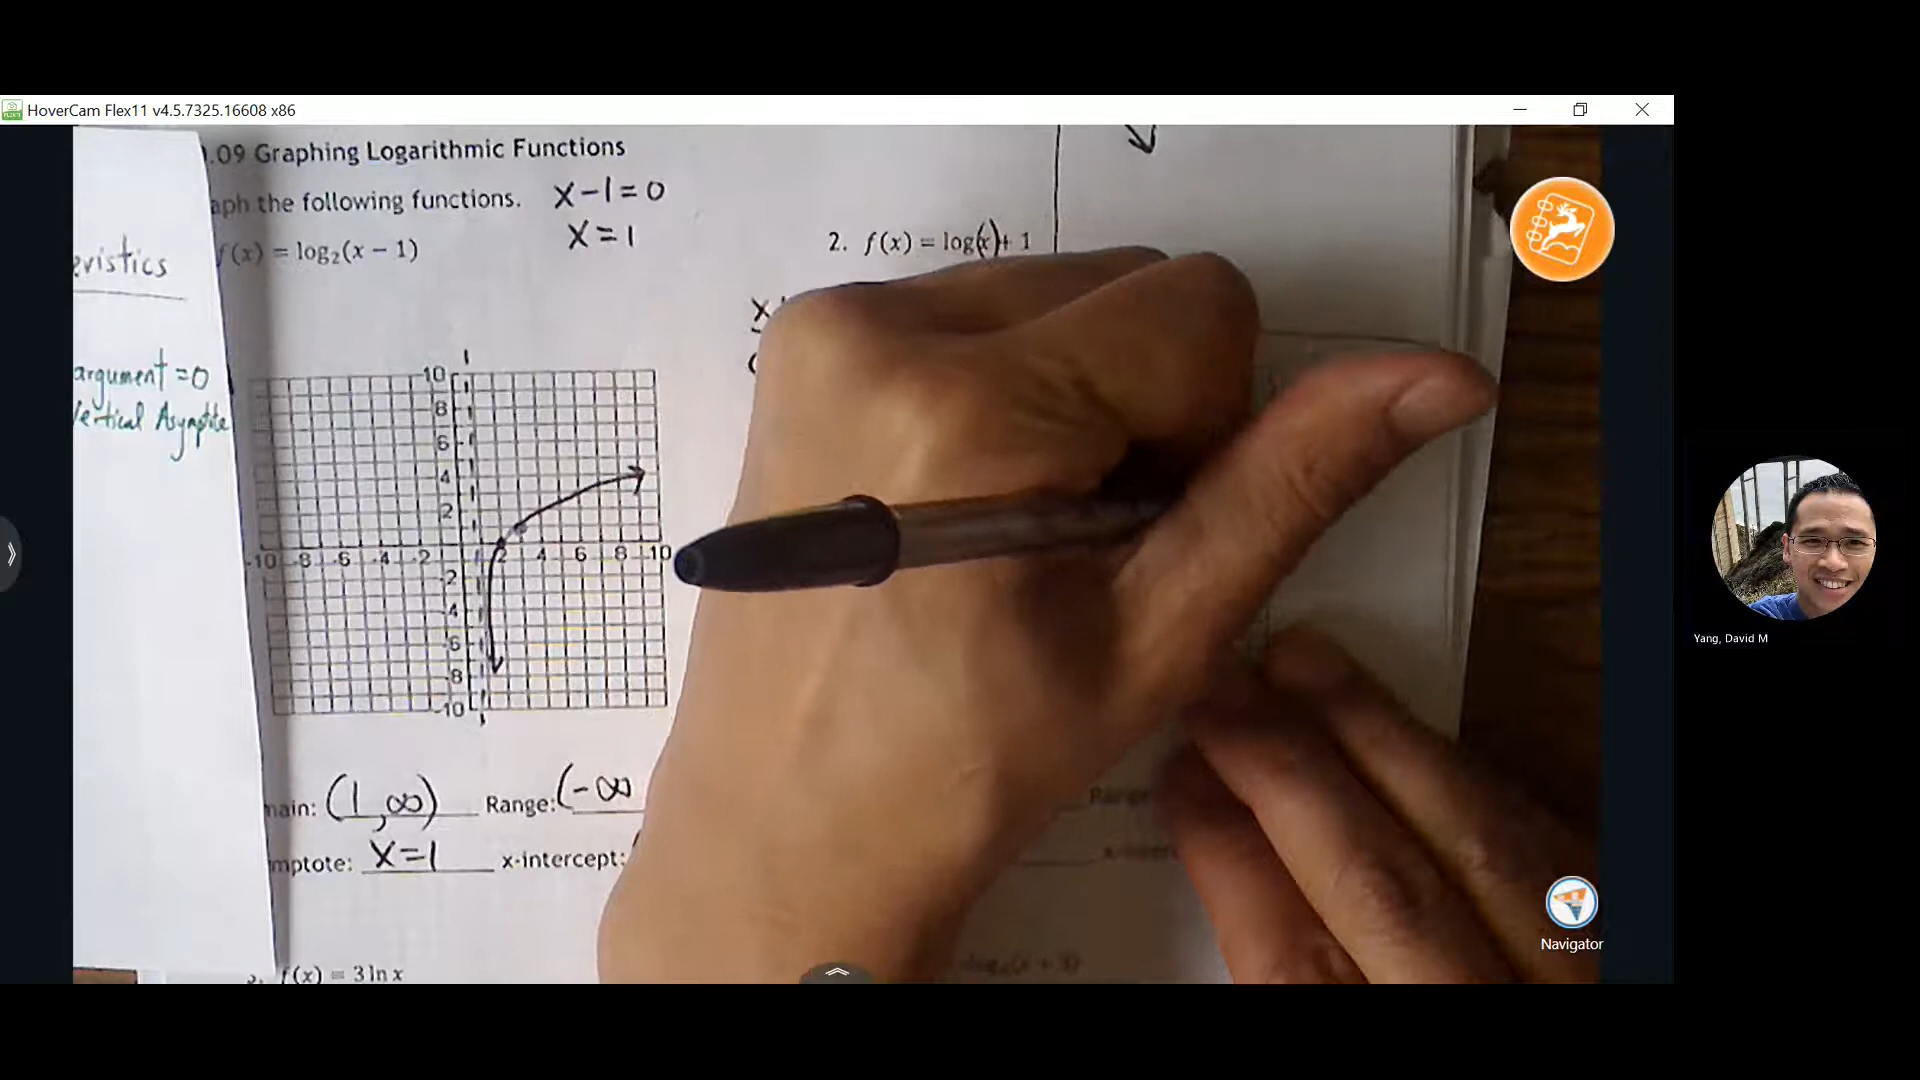 HoverCam Flex11 v4.5.7325.16608 x86
.09 Graphing Logarithmic Functions
aph the following functions.
x-1=0
x=1
f(x) = log₂(x − 1)
2. f(x) = log(x)+ 1
eristics
argument =0
Vertical Asymptote
x
10
8
6
4
2
-10 -8 -6 -4 -2 2 4 6 8 10
-2
-4
-6
-8
-10
main: (1,∞) Range: (-∞
mptote: x=1 x-intercept:
Range
f(x) = 3 ln x
Yang, David M
Navigator